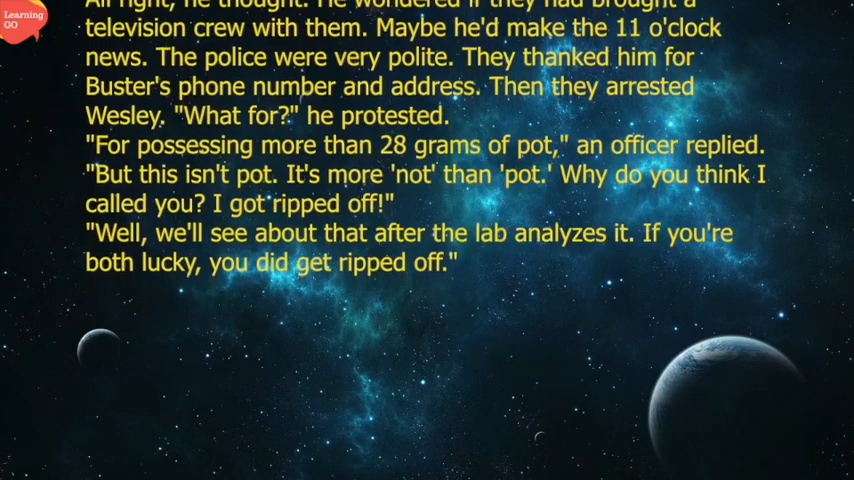 Learning
GO
All right, he thought. He wondered if they had brought a
television crew with them. Maybe he'd make the 11 o'clock
news. The police were very polite. They thanked him for
Buster's phone number and address. Then they arrested
Wesley. "What for?" he protested.
"For possessing more than 28 grams of pot," an officer replied.
"But this isn't pot. It's more 'not' than 'pot.' Why do you think I
called you? I got ripped off!"
"Well, we'll see about that after the lab analyzes it. If you're
both lucky, you did get ripped off."